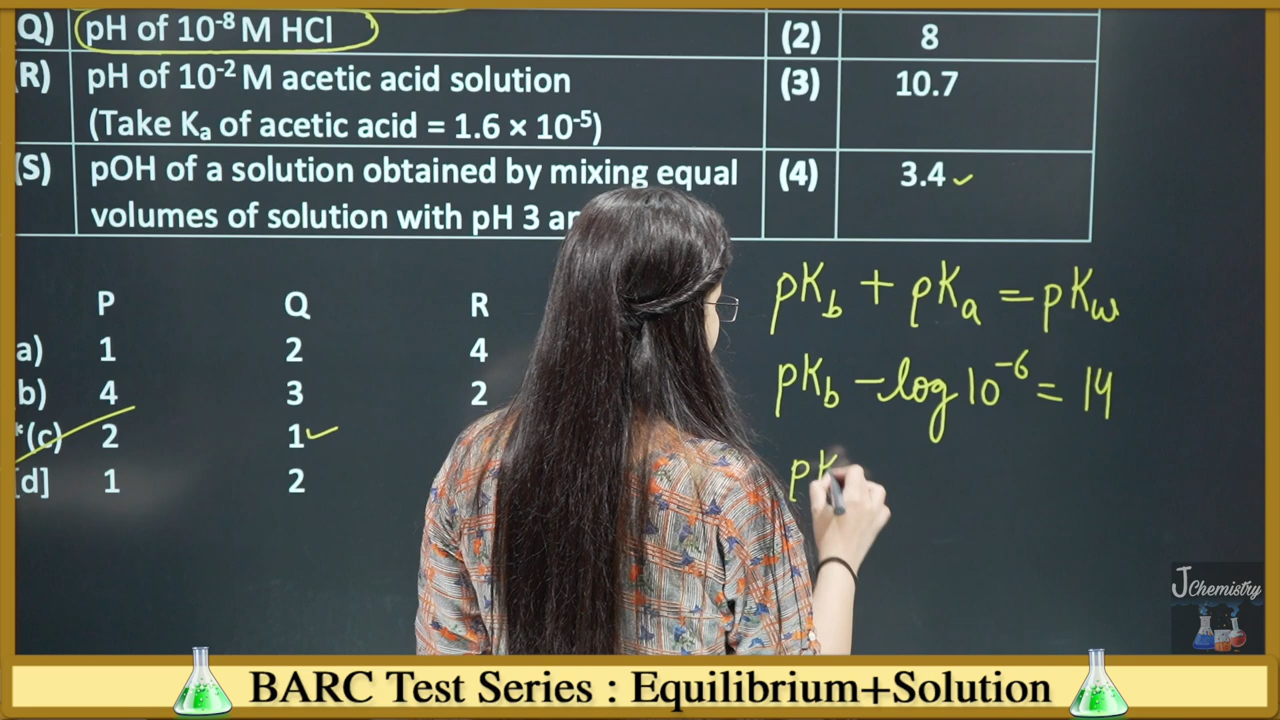 Q) pH of 10⁻⁸ M HCl (2) 8
(R) pH of 10⁻² M acetic acid solution (3) 10.7
(Take Kₐ of acetic acid = 1.6 × 10⁻⁵)
(S) pOH of a solution obtained by mixing equal (4) 3.4 ✓
volumes of solution with pH 3
P Q R
a) 1 2 4
b) 4 3 2
*(c) 2 1 ✓
[d] 1 2
pK_b + pKₐ = pK_w
pK_b − log 10⁻⁶ = 14
pK
J Chemistry
BARC Test Series : Equilibrium+Solution